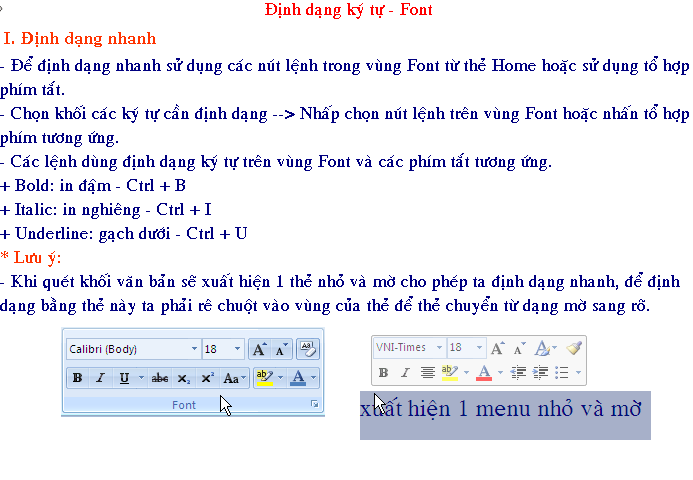 Định dạng ký tự - Font
I. Định dạng nhanh
- Để định dạng nhanh sử dụng các nút lệnh trong vùng Font từ thẻ Home hoặc sử dụng tổ hợp
phím tắt.
- Chọn khối các ký tự cần định dạng --> Nhấp chọn nút lệnh trên vùng Font hoặc nhấn tổ hợp
phím tương ứng.
- Các lệnh dùng định dạng ký tự trên vùng Font và các phím tắt tương ứng.
+ Bold: in đậm - Ctrl + B
+ Italic: in nghiêng - Ctrl + I
+ Underline: gạch dưới - Ctrl + U
* Lưu ý:
- Khi quét khối văn bản sẽ xuất hiện 1 thẻ nhỏ và mờ cho phép ta định dạng nhanh, để định
dạng bằng thẻ này ta phải rê chuột vào vùng của thẻ để thẻ chuyển từ dạng mờ sang rõ.
Calibri (Body) 18 A A Aa
B I U abc x₂ x² Aa ab A
Font
VNI-Times 18 A A A
B I ab A
xuất hiện 1 menu nhỏ và mờ